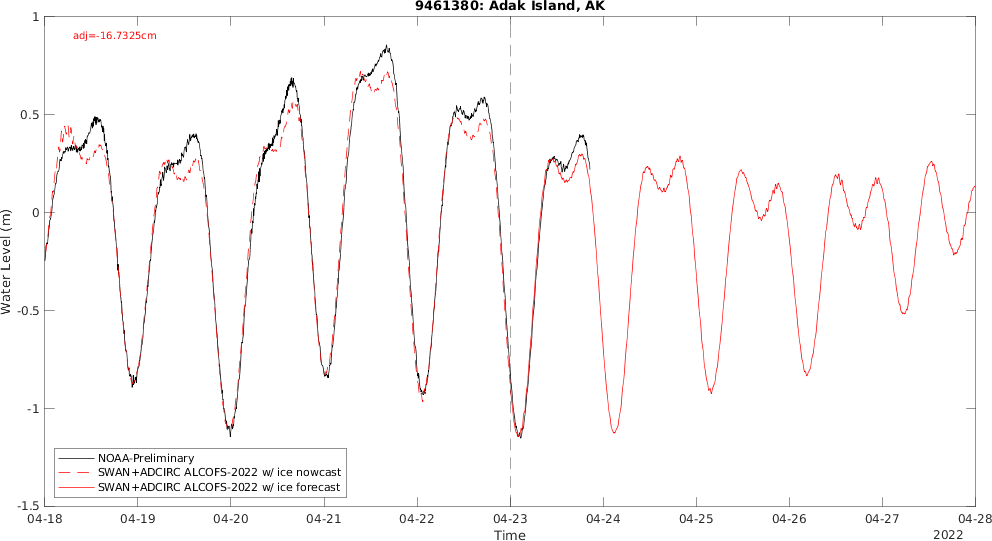 9461380: Adak Island, AK
adj=-16.7325cm
1
0.5
0
-0.5
-1
-1.5
Water Level (m)
NOAA-Preliminary
SWAN+ADCIRC ALCOFS-2022 w/ ice nowcast
SWAN+ADCIRC ALCOFS-2022 w/ ice forecast
04-18 04-19 04-20 04-21 04-22 04-23 04-24 04-25 04-26 04-27 04-28
Time
2022